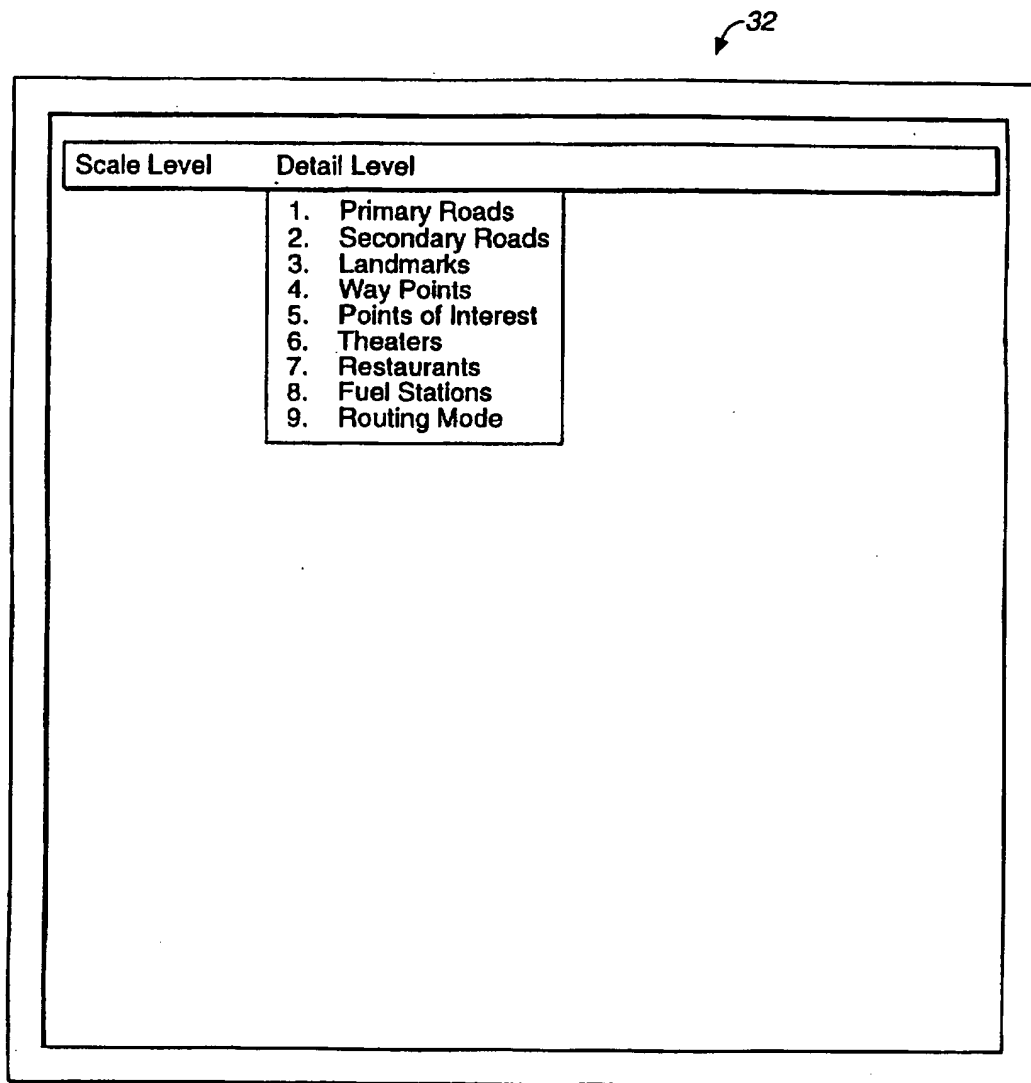 32
Scale Level Detail Level
1. Primary Roads
2. Secondary Roads
3. Landmarks
4. Way Points
5. Points of Interest
6. Theaters
7. Restaurants
8. Fuel Stations
9. Routing Mode